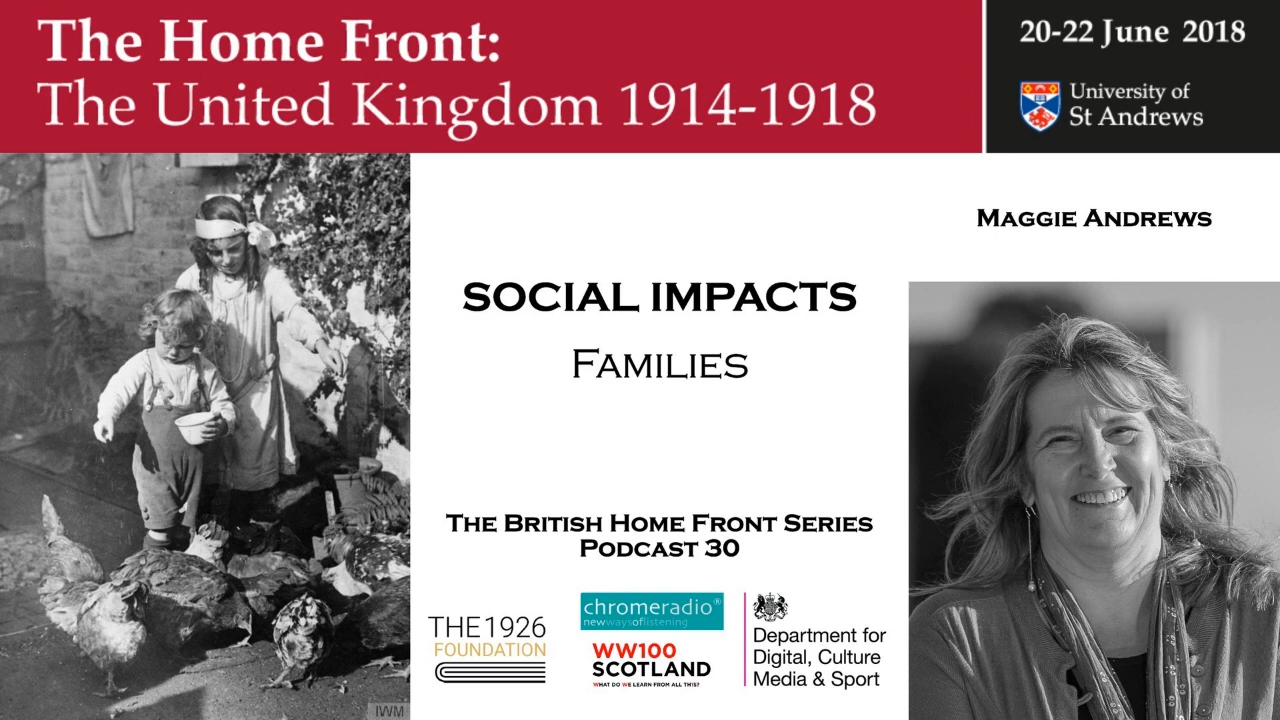 The Home Front:
The United Kingdom 1914-1918
20-22 June 2018
University of
St Andrews
Maggie Andrews
SOCIAL IMPACTS
Families
The British Home Front Series
Podcast 30
THE1926
FOUNDATION
chromeradio®
newwaysoflistening
WW100
SCOTLAND
WHAT DO WE LEARN FROM ALL THIS?
Department for
Digital, Culture
Media & Sport
IWM